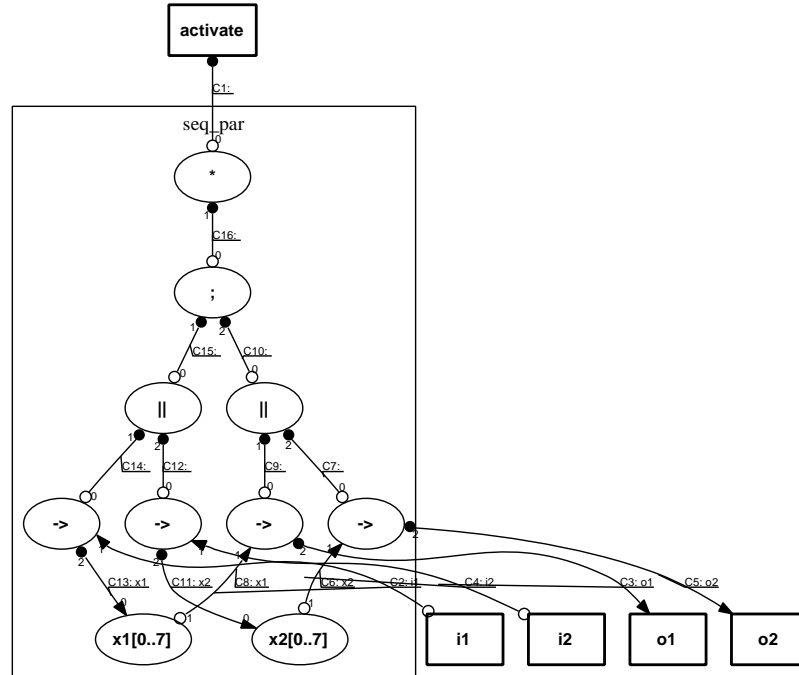 activate
C1:
seq_par
0
*
1
C16:
0
;
1 2
C15: C10:
0 0
|| ||
1 2 1 2
C14: C12: C9: C7:
0 0 0 0
-> -> -> ->
2 1 2 1 1 2 1 2
C13: x1 C11: x2 C8: x1 C6: x2 C2: i1 C4: i2 C3: o1 C5: o2
0 1 0 1
x1[0..7] x2[0..7] i1 i2 o1 o2